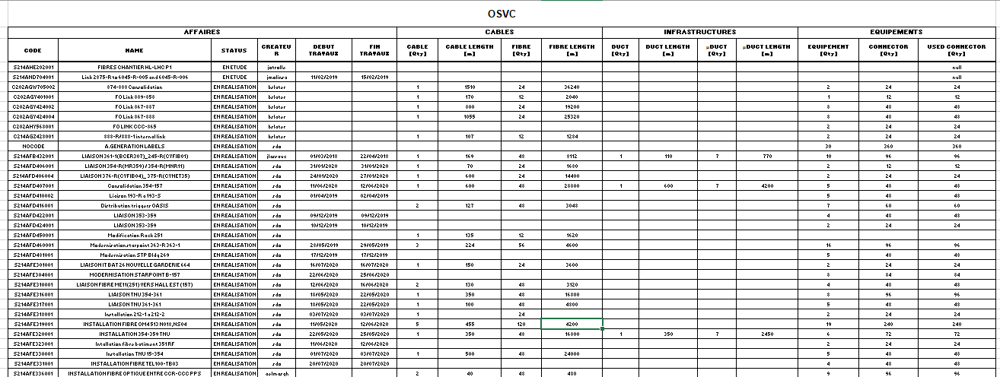 OSVC
AFFAIRES CABLES INFRASTRUCTURES EQUIPEMENTS
CODE NAME STATUS CREATEUR DEBUT TRAVAUX FIN TRAVAUX CABLE [Qty] CABLE LENGTH [m] FIBRE [Qty] FIBRE LENGTH [m] DUCT [Qty] DUCT LENGTH [m] µDUCT [Qty] µDUCT LENGTH [m] EQUIPEMENT [Qty] CONNECTOR [Qty] USED CONNECTOR [Qty]
S214AHE202001 FIBRES CHANTIER HL-LHC P1 EN ETUDE jatrollo null
S214AND704001 Link 2875-R to 6045-R-005 and 6045-R-006 EN ETUDE jmolinro 11/02/2019 15/02/2019 null
C202AGW705002 874-888 Consolidation EN REALISATION brlotor 1 1510 24 36240 2 24 24
C202AGY401001 FO Link 889-858 EN REALISATION brlotor 1 170 12 2040 1 12 12
C202AGY424002 FO Link 867-887 EN REALISATION brlotor 1 800 24 19200 8 48 48
C202AGY424004 FO Link 867-888 EN REALISATION brlotor 1 1055 24 25320 8 48 48
C202AHY568001 FO LINK CCC-865 EN REALISATION brlotor 2 24 24
C214AGZ428001 888-R/888-1 internal link EN REALISATION brlotor 1 107 12 1284 2 24 24
NOCODE A.GENERATION LABELS EN REALISATION sda 30 360 360
S214AFB432001 LIAISON 361-1(BCER307)_245-R(CYFIB01) EN REALISATION 01/03/2018 22/04/2018 1 169 48 8112 1 110 7 770 10 96 96
S214AFD406001 LIAISON 354-R(MR359) / 354-R(MNR11) EN REALISATION sda 31/01/2020 31/01/2020 1 70 24 1680 2 12 12
S214AFD406004 LIAISON 376-R(CYFIB04)_375-R(CYNET35) EN REALISATION sda 24/01/2020 27/01/2020 1 600 24 14400 2 24 24
S214AFD407001 Consolidation 354-157 EN REALISATION sda 11/06/2020 12/06/2020 1 600 48 28800 1 600 7 4200 5 48 48
S214AFD410002 Liaison 193-R a 193-S EN REALISATION sda 01/04/2019 02/04/2019 5 48 48
S214AFD416001 Distribution triggers OASIS EN REALISATION sda 2 127 48 3048 7 60 60
S214AFD422001 LIAISON 353-359 EN REALISATION sda 09/12/2019 09/12/2019 4 48 48
S214AFD424001 LIAISON 353-359 EN REALISATION sda 10/12/2019 10/12/2019 2 24 24
S214AFD450001 Modification Rack 251 EN REALISATION sda 1 135 12 1620
S214AFD460001 Modernisation starpoint 363-R 363-1 EN REALISATION sda 28/05/2019 29/05/2019 3 224 56 4600 16 96 96
S214AFD481001 Modernisation STP Bldg 269 EN REALISATION sda 17/12/2019 17/12/2019 5 48 48
S214AFE301001 LIAISON IT BAT 26 NOUVELLE GARDERIE 664 EN REALISATION sda 16/07/2020 16/07/2020 1 150 24 3600 2 24 24
S214AFE304001 MODERNISATION STARPOINT B-157 EN REALISATION sda 22/06/2020 25/06/2020 8 84 84
S214AFE310001 LIAISON FIBRE ME11 (251) VERS HALL EST (157) EN REALISATION sda 12/06/2020 16/06/2020 2 130 48 3120 4 48 48
S214AFE316001 LIAISON TNU 354-361 EN REALISATION sda 18/05/2020 22/05/2020 1 350 48 16800 8 96 96
S214AFE317001 LIAISON TNU 361-361 EN REALISATION sda 18/05/2020 22/05/2020 1 100 48 4800 5 48 48
S214AFE318001 Installation 212-1 a 212-2 EN REALISATION sda 03/07/2020 03/07/2020 1 24 2 24 24
S214AFE319001 INSTALLATION FIBRE OM4 513 N018,NS04 EN REALISATION sda 11/05/2020 12/06/2020 5 455 120 4200 19 240 240
S214AFE320001 INSTALLATION 354-359 TNU EN REALISATION sda 22/05/2020 25/05/2020 1 350 48 16800 1 350 7 2450 6 72 72
S214AFE323001 Intallation fibre batiment 351 RF EN REALISATION sda 11/06/2020 12/06/2020 2 24 24
S214AFE330001 Installation TNU 15-354 EN REALISATION sda 01/07/2020 03/07/2020 1 500 48 24000 5 48 48
S214AFE331001 INSTALLATION FIBRE TEL100-TB03 EN REALISATION sda 20/07/2020 20/07/2020 4 48 48
S214AFE336001 INSTALLATION FIBRE OPTIQUE ENTRE CCR-CCC PPS EN REALISATION 2 40 48 480 9 96 96